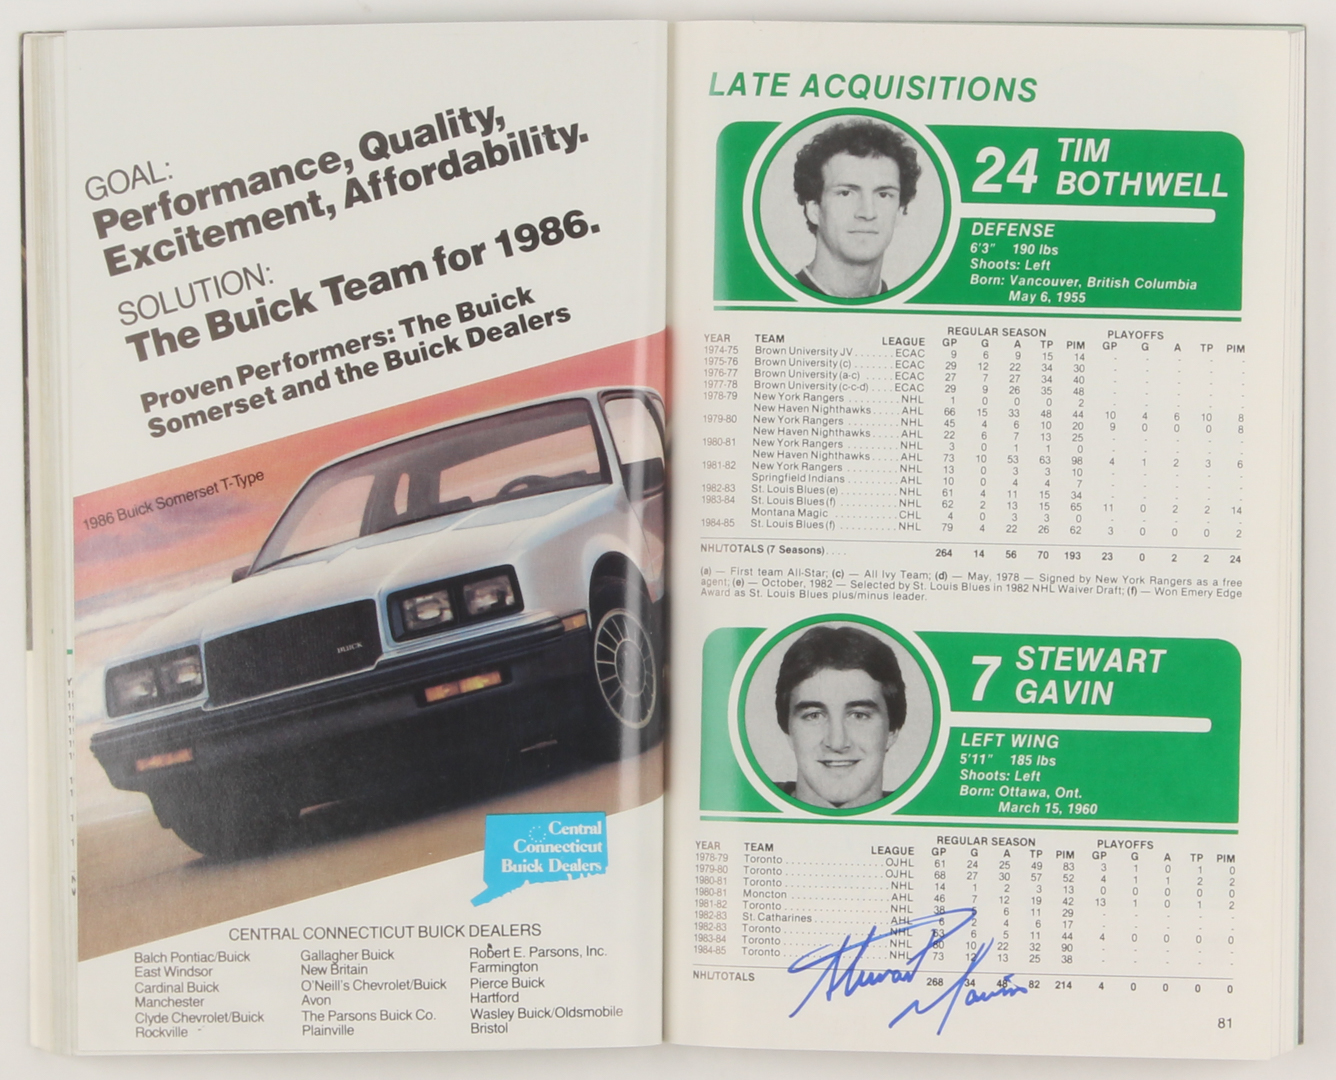 GOAL:
Performance, Quality,
Excitement, Affordability.
SOLUTION:
The Buick Team for 1986.
Proven Performers: The Buick
Somerset and the Buick Dealers
1986 Buick Somerset T-Type
BUICK
Central
Connecticut
Buick Dealers
CENTRAL CONNECTICUT BUICK DEALERS
Balch Pontiac/Buick
East Windsor
Cardinal Buick
Manchester
Clyde Chevrolet/Buick
Rockville
Gallagher Buick
New Britain
O'Neill's Chevrolet/Buick
Avon
The Parsons Buick Co.
Plainville
Robert E. Parsons, Inc.
Farmington
Pierce Buick
Hartford
Wasley Buick/Oldsmobile
Bristol
LATE ACQUISITIONS
24 TIM
BOTHWELL
DEFENSE
6'3" 190 lbs
Shoots: Left
Born: Vancouver, British Columbia
May 6, 1955
REGULAR SEASON PLAYOFFS
YEAR TEAM LEAGUE GP G A TP PIM GP G A TP PIM
1974-75 Brown University JV ....... ECAC 9 6 9 15 14 - - - - -
1975-76 Brown University (c) ...... ECAC 29 12 22 34 30 - - - - -
1976-77 Brown University (a-c) ..... ECAC 27 7 27 34 40 - - - - -
1977-78 Brown University (c-c-d) .... ECAC 29 9 26 35 48 - - - - -
1978-79 New York Rangers ......... NHL 1 0 0 0 2 - - - - -
New Haven Nighthawks ..... AHL 66 15 33 48 44 10 4 6 10 8
1979-80 New York Rangers ......... NHL 45 4 6 10 20 9 0 0 0 8
New Haven Nighthawks ..... AHL 22 6 7 13 25 - - - - -
1980-81 New York Rangers ......... NHL 3 0 1 1 0 - - - - -
New Haven Nighthawks ..... AHL 73 10 53 63 98 4 1 2 3 6
1981-82 New York Rangers ......... NHL 13 0 3 3 10 - - - - -
Springfield Indians ........ AHL 10 0 4 4 7 - - - - -
1982-83 St. Louis Blues (e) ........ NHL 61 4 11 15 34 - - - - -
1983-84 St. Louis Blues (f) ........ NHL 62 2 13 15 65 11 0 2 2 14
Montana Magic ........ CHL 4 0 3 3 0 - - - - -
1984-85 St. Louis Blues (f) ........ NHL 79 4 22 26 62 3 0 0 0 2
NHL/TOTALS (7 Seasons) .... 264 14 56 70 193 23 0 2 2 24
(a) — First team All-Star; (c) — All Ivy Team; (d) — May, 1978 — Signed by New York Rangers as a free
agent; (e) — October, 1982 — Selected by St. Louis Blues in 1982 NHL Waiver Draft; (f) — Won Emery Edge
Award as St. Louis Blues plus/minus leader.
7 STEWART
GAVIN
LEFT WING
5'11" 185 lbs
Shoots: Left
Born: Ottawa, Ont.
March 15, 1960
REGULAR SEASON PLAYOFFS
YEAR TEAM LEAGUE GP G A TP PIM GP G A TP PIM
1978-79 Toronto .................. OJHL 61 24 25 49 83 3 1 0 1 0
1979-80 Toronto .................. OJHL 68 27 30 57 52 4 1 1 2 2
1980-81 Toronto .................. NHL 14 1 2 3 13 0 0 0 0 0
1980-81 Moncton ................. AHL 46 7 12 19 42 13 1 0 1 2
1981-82 Toronto .................. NHL 38 5 6 11 29 - - - - -
1982-83 St. Catharines ............ AHL 6 2 4 6 17 - - - - -
1982-83 Toronto .................. NHL 63 6 5 11 44 4 0 0 0 0
1983-84 Toronto .................. NHL 80 10 22 32 90 - - - - -
1984-85 Toronto .................. NHL 73 12 13 25 38 - - - - -
NHL/TOTALS 268 34 48 82 214 4 0 0 0 0
Stewart Gavin
81